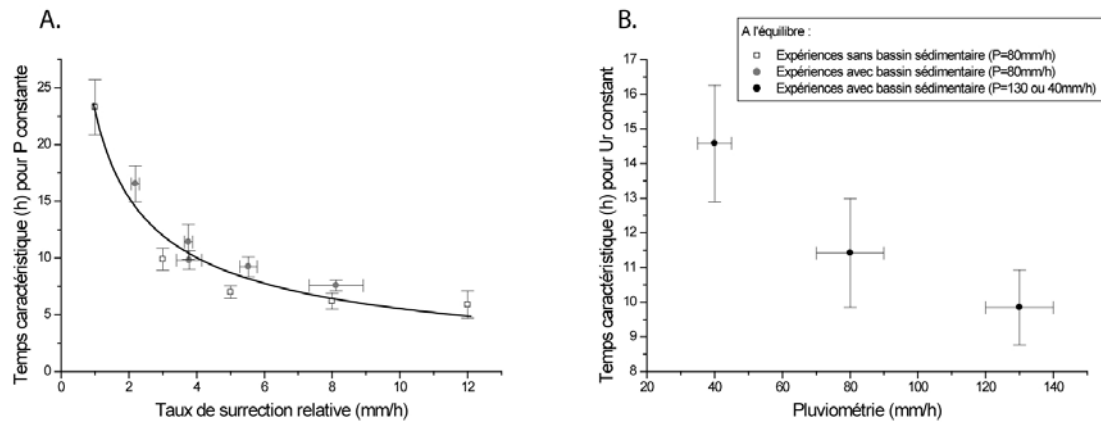 A.
Temps caractéristique (h) pour P constante
25
20
15
10
5
0
0 2 4 6 8 10 12
Taux de surrection relative (mm/h)
B.
A l'équilibre :
Expériences sans bassin sédimentaire (P=80mm/h)
Expériences avec bassin sédimentaire (P=80mm/h)
Expériences avec bassin sédimentaire (P=130 ou 40mm/h)
Temps caractéristique (h) pour Ur constant
17
16
15
14
13
12
11
10
9
8
20 40 60 80 100 120 140
Pluviométrie (mm/h)